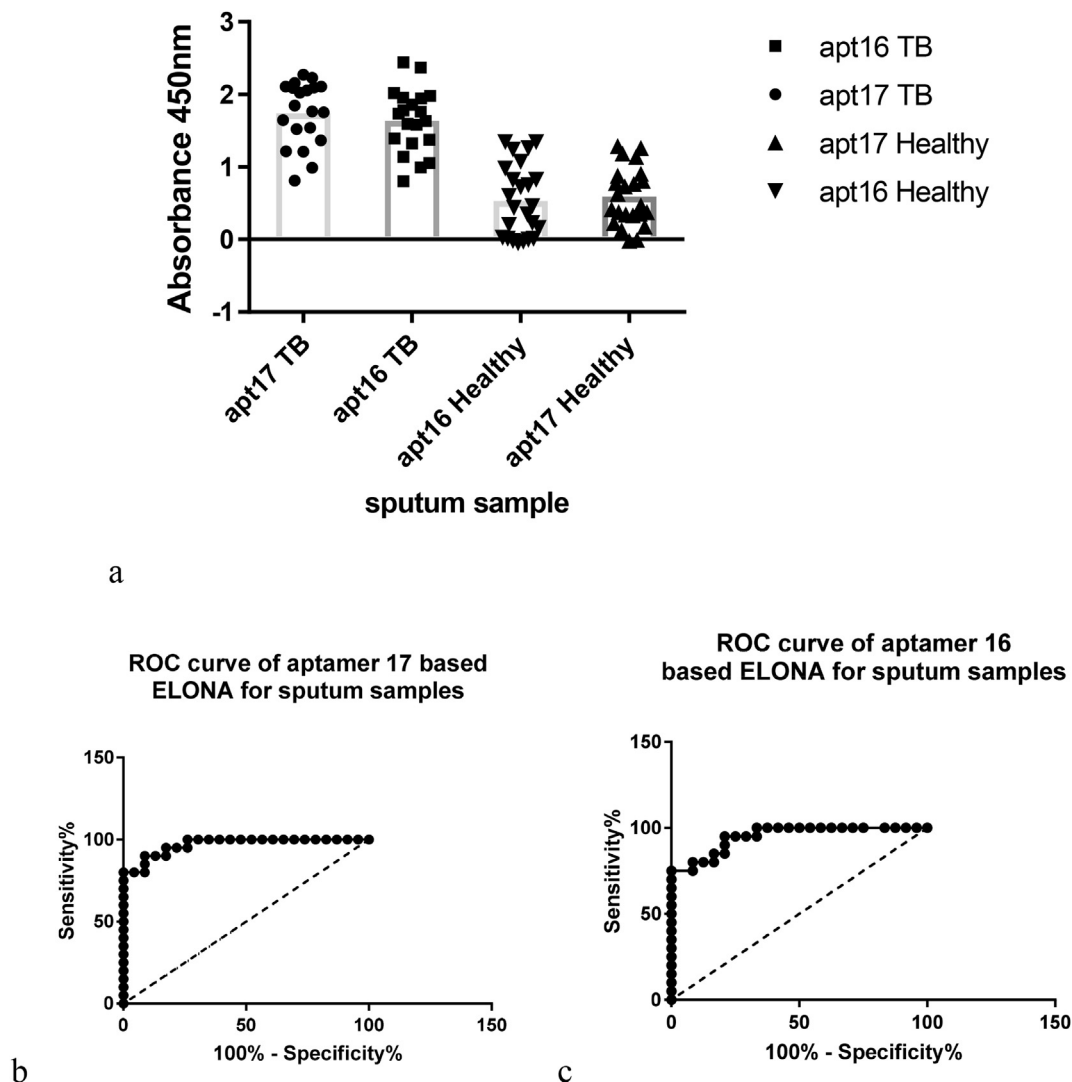 3
2
1
0
-1
Absorbance 450nm
apt17 TB
apt16 TB
apt16 Healthy
apt17 Healthy
sputum sample
apt16 TB
apt17 TB
apt17 Healthy
apt16 Healthy
a
ROC curve of aptamer 17 based
ELONA for sputum samples
150
100
50
0
Sensitivity%
0 50 100 150
100% - Specificity%
b
ROC curve of aptamer 16
based ELONA for sputum samples
150
100
50
0
Sensitivity%
0 50 100 150
100% - Specificity%
c